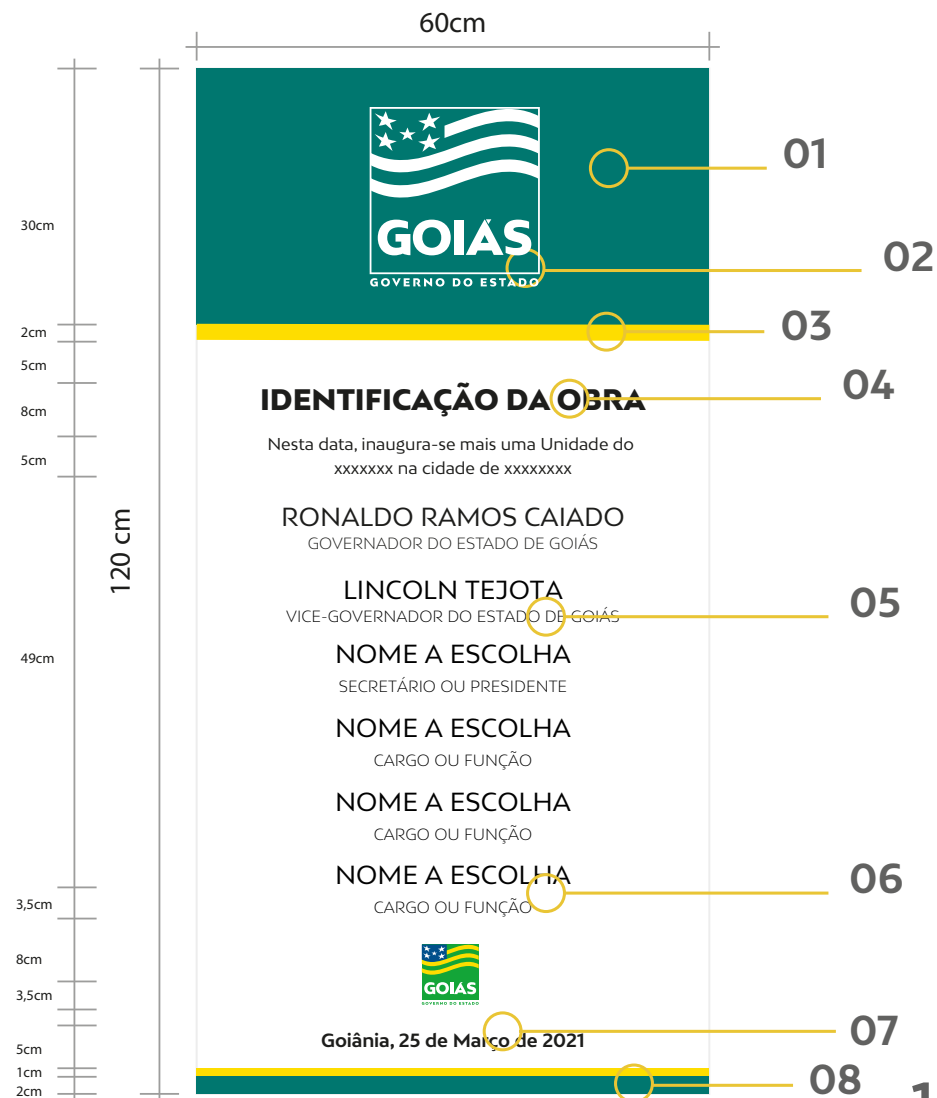 60cm
01
30cm
GOIÁS
GOVERNO DO ESTADO
02
2cm
03
5cm
IDENTIFICAÇÃO DA OBRA
04
8cm
Nesta data, inaugura-se mais uma Unidade do
xxxxxxx na cidade de xxxxxxxx
5cm
RONALDO RAMOS CAIADO
GOVERNADOR DO ESTADO DE GOIÁS
120 cm
LINCOLN TEJOTA
VICE-GOVERNADOR DO ESTADO DE GOIÁS
05
49cm
NOME A ESCOLHA
SECRETÁRIO OU PRESIDENTE
NOME A ESCOLHA
CARGO OU FUNÇÃO
NOME A ESCOLHA
CARGO OU FUNÇÃO
NOME A ESCOLHA
CARGO OU FUNÇÃO
06
3,5cm
8cm
GOIÁS
GOVERNO DO ESTADO
3,5cm
Goiânia, 25 de Março de 2021
07
5cm
1cm
2cm
08
1